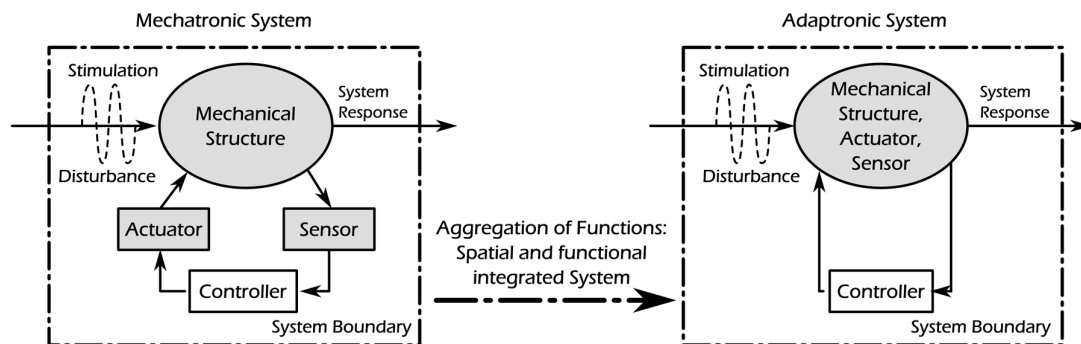 Mechatronic System
Stimulation
Disturbance
Mechanical
Structure
System
Response
Actuator
Sensor
Controller
System Boundary
Aggregation of Functions:
Spatial and functional
integrated System
Adaptronic System
Stimulation
Disturbance
Mechanical
Structure,
Actuator,
Sensor
System
Response
Controller
System Boundary